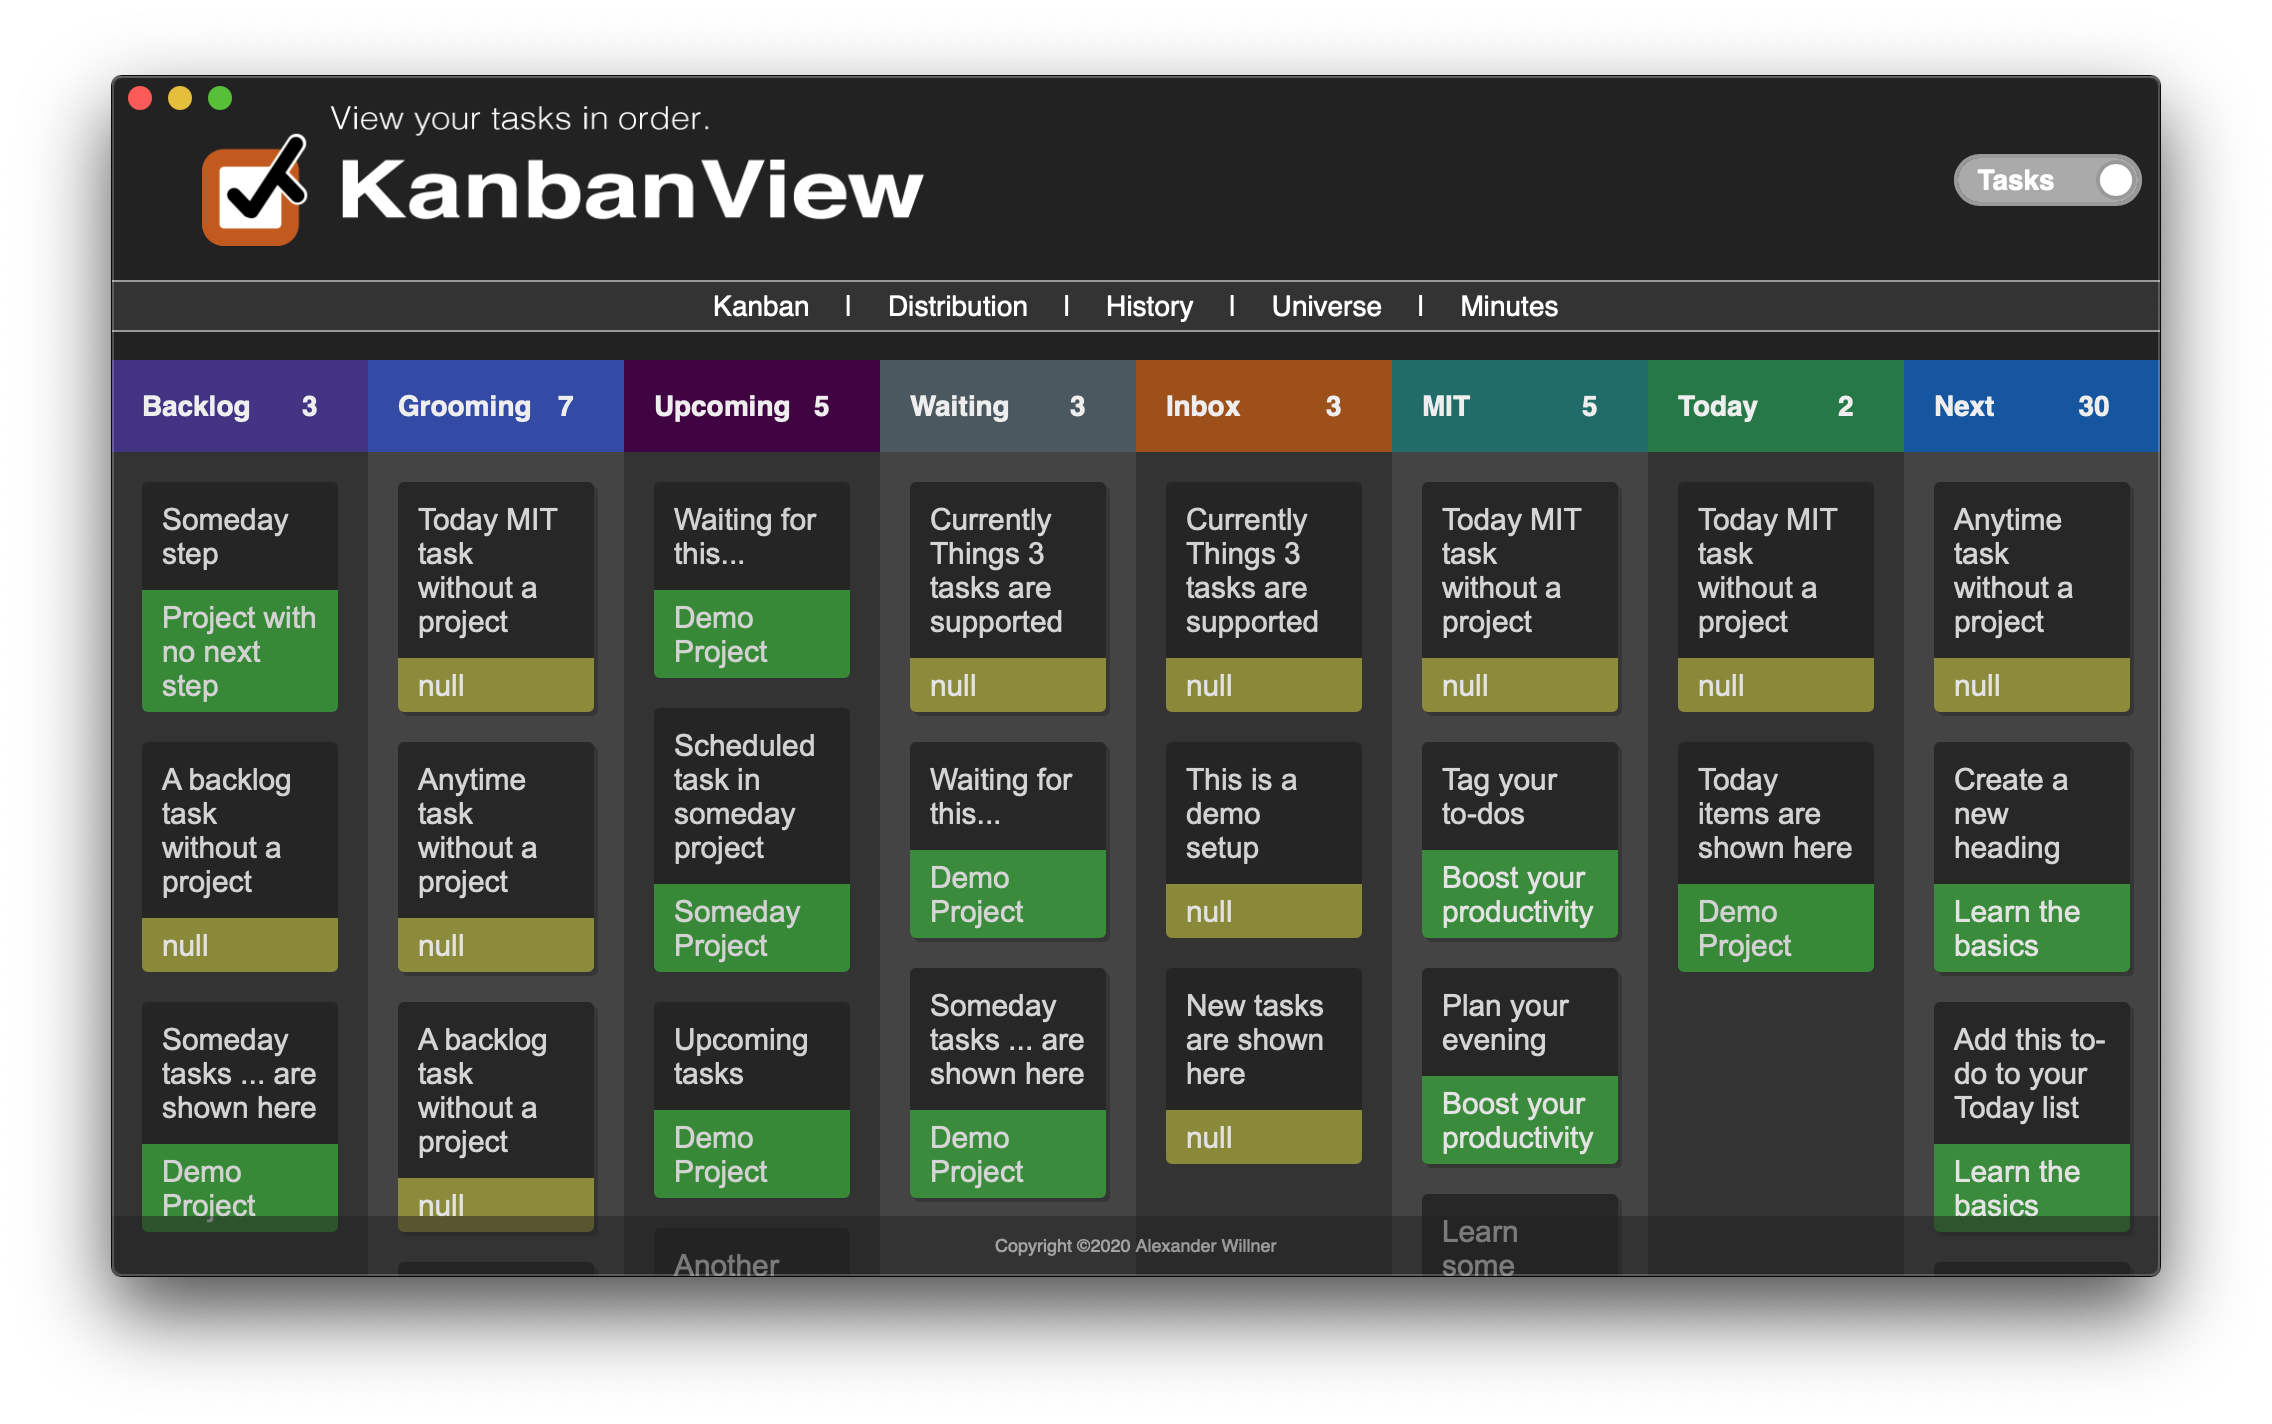 View your tasks in order.
KanbanView
Tasks
Kanban | Distribution | History | Universe | Minutes
Backlog 3
Someday
step
Project with
no next
step
A backlog
task
without a
project
null
Someday
tasks ... are
shown here
Demo
Project
Grooming 7
Today MIT
task
without a
project
null
Anytime
task
without a
project
null
A backlog
task
without a
project
null
Upcoming 5
Waiting for
this...
Demo
Project
Scheduled
task in
someday
project
Someday
Project
Upcoming
tasks
Demo
Project
Another
Waiting 3
Currently
Things 3
tasks are
supported
null
Waiting for
this...
Demo
Project
Someday
tasks ... are
shown here
Demo
Project
Inbox 3
Currently
Things 3
tasks are
supported
null
This is a
demo
setup
null
New tasks
are shown
here
null
MIT 5
Today MIT
task
without a
project
null
Tag your
to-dos
Boost your
productivity
Plan your
evening
Boost your
productivity
Learn
some
Today 2
Today MIT
task
without a
project
null
Today
items are
shown here
Demo
Project
Next 30
Anytime
task
without a
project
null
Create a
new
heading
Learn the
basics
Add this to-
do to your
Today list
Learn the
basics
Copyright ©2020 Alexander Willner